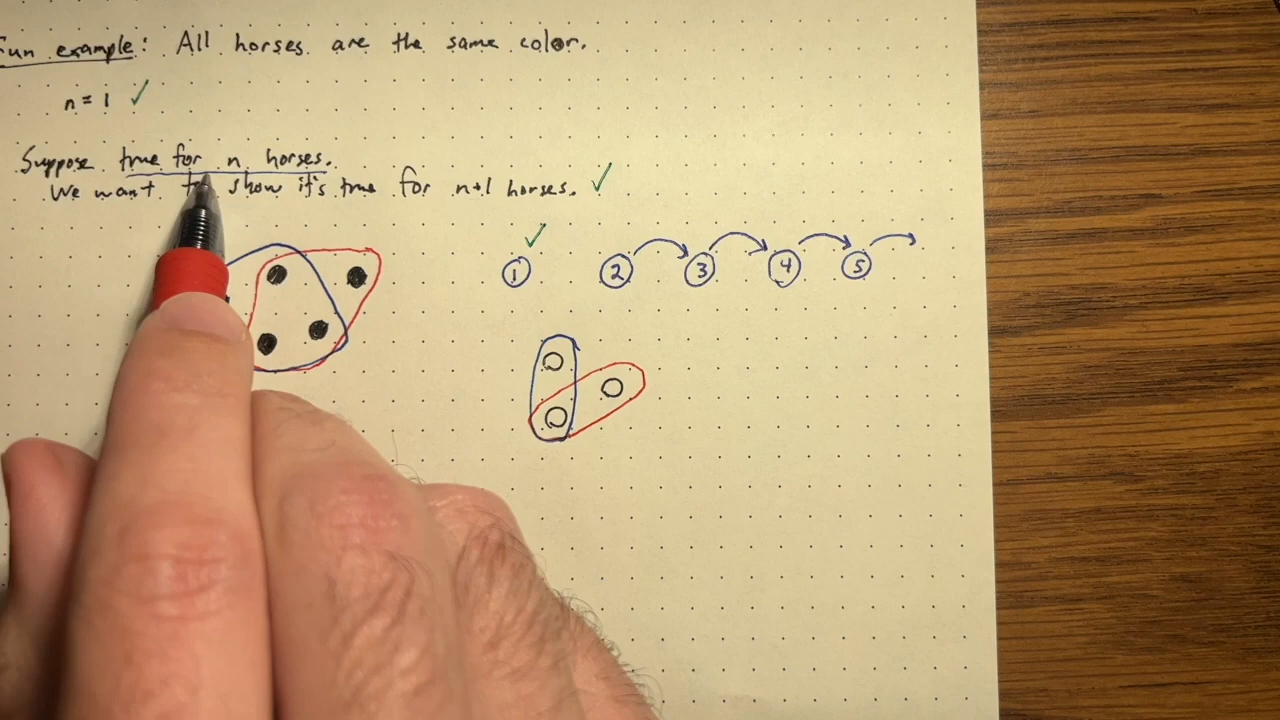 Fun example: All horses are the same color.
n = 1 ✓
Suppose true for n horses.
We want to show it's true for n+1 horses. ✓
✓
1 2 3 4 5